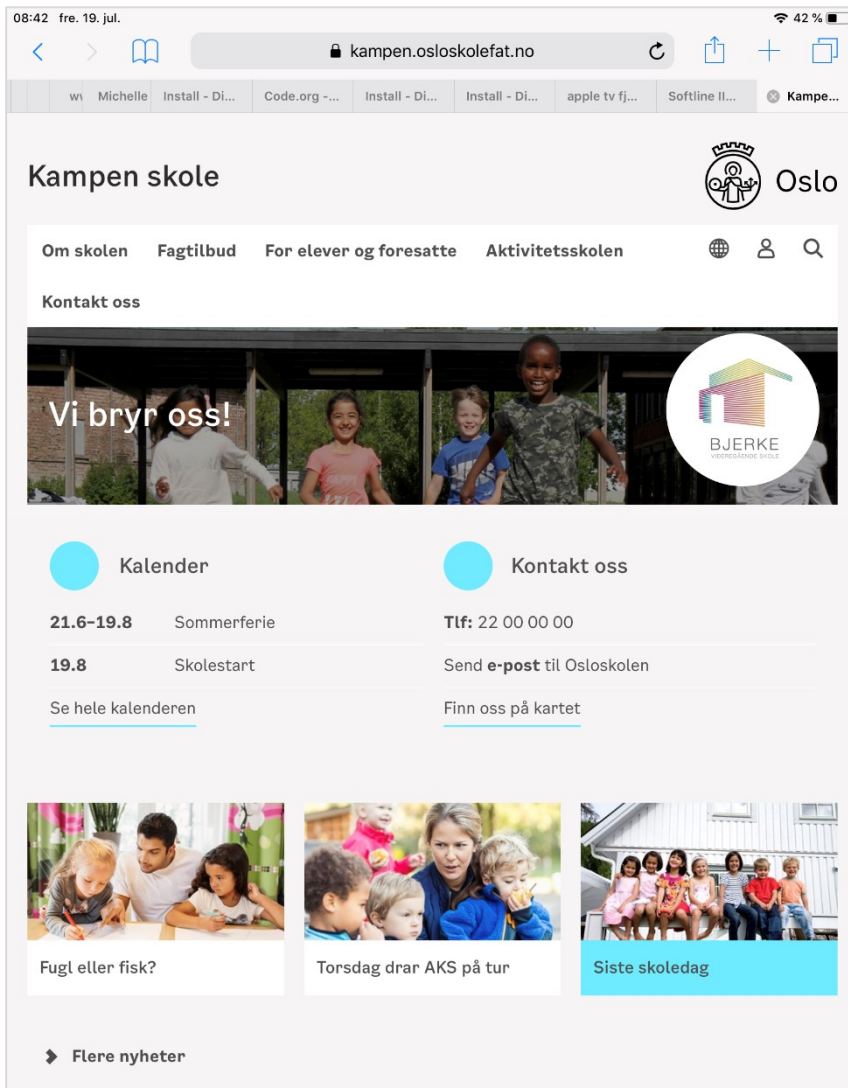 08:42 fre. 19. jul. 42 %
kampen.osloskolefat.no
Michelle Install - Di... Code.org -... Install - Di... Install - Di... apple tv fj... Softline II... Kampe...
Kampen skole
Oslo
Om skolen Fagtilbud For elever og foresatte Aktivitetsskolen
Kontakt oss
Vi bryr oss!
BJERKE
VIDEREGÅENDE SKOLE
Kalender
21.6–19.8 Sommerferie
19.8 Skolestart
Se hele kalenderen
Kontakt oss
Tlf: 22 00 00 00
Send e-post til Osloskolen
Finn oss på kartet
Fugl eller fisk?
Torsdag drar AKS på tur
Siste skoledag
Flere nyheter